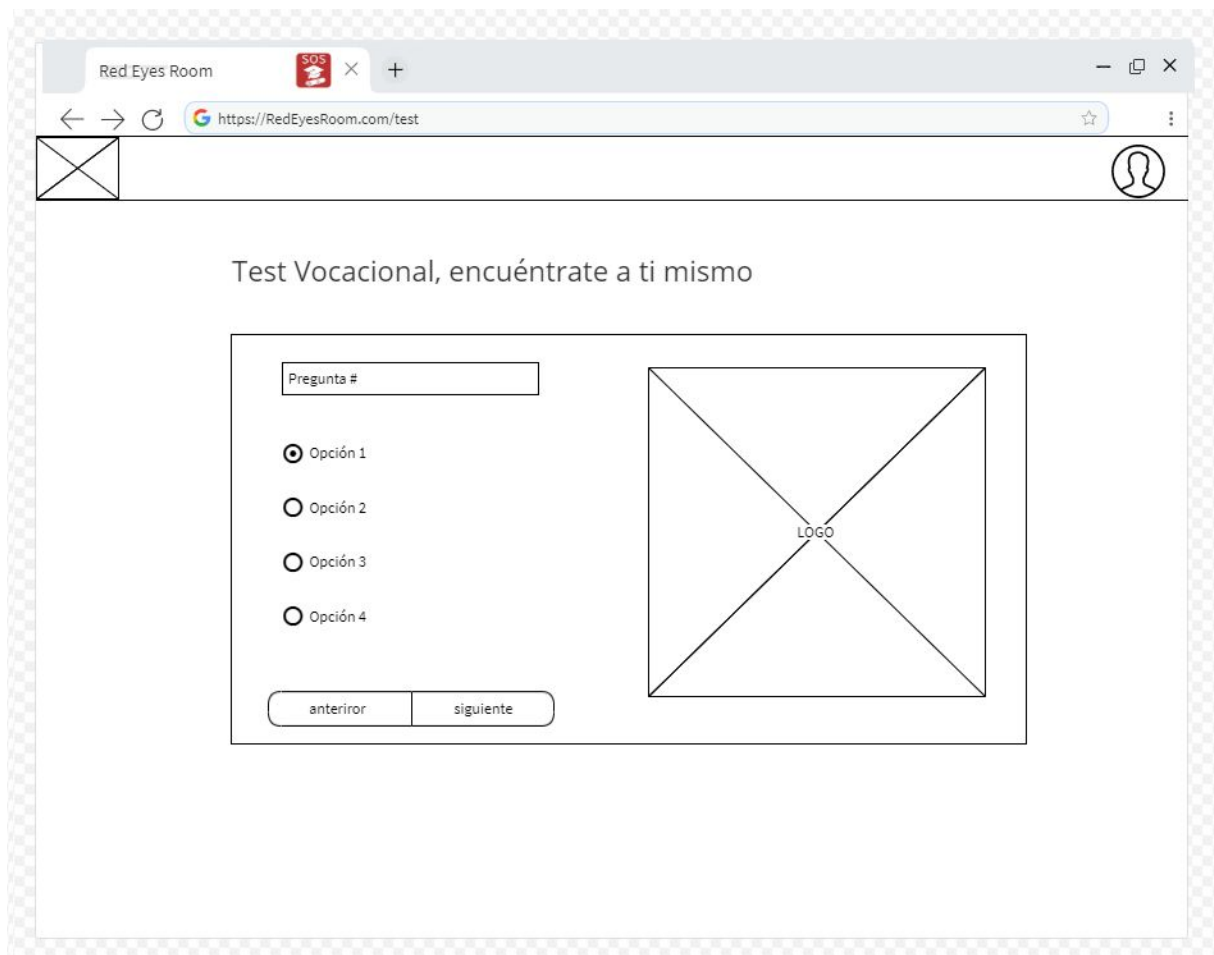 Red Eyes Room
SOS
https://RedEyesRoom.com/test
Test Vocacional, encuéntrate a ti mismo
Pregunta #
Opción 1
Opción 2
Opción 3
Opción 4
LOGO
anteriror
siguiente